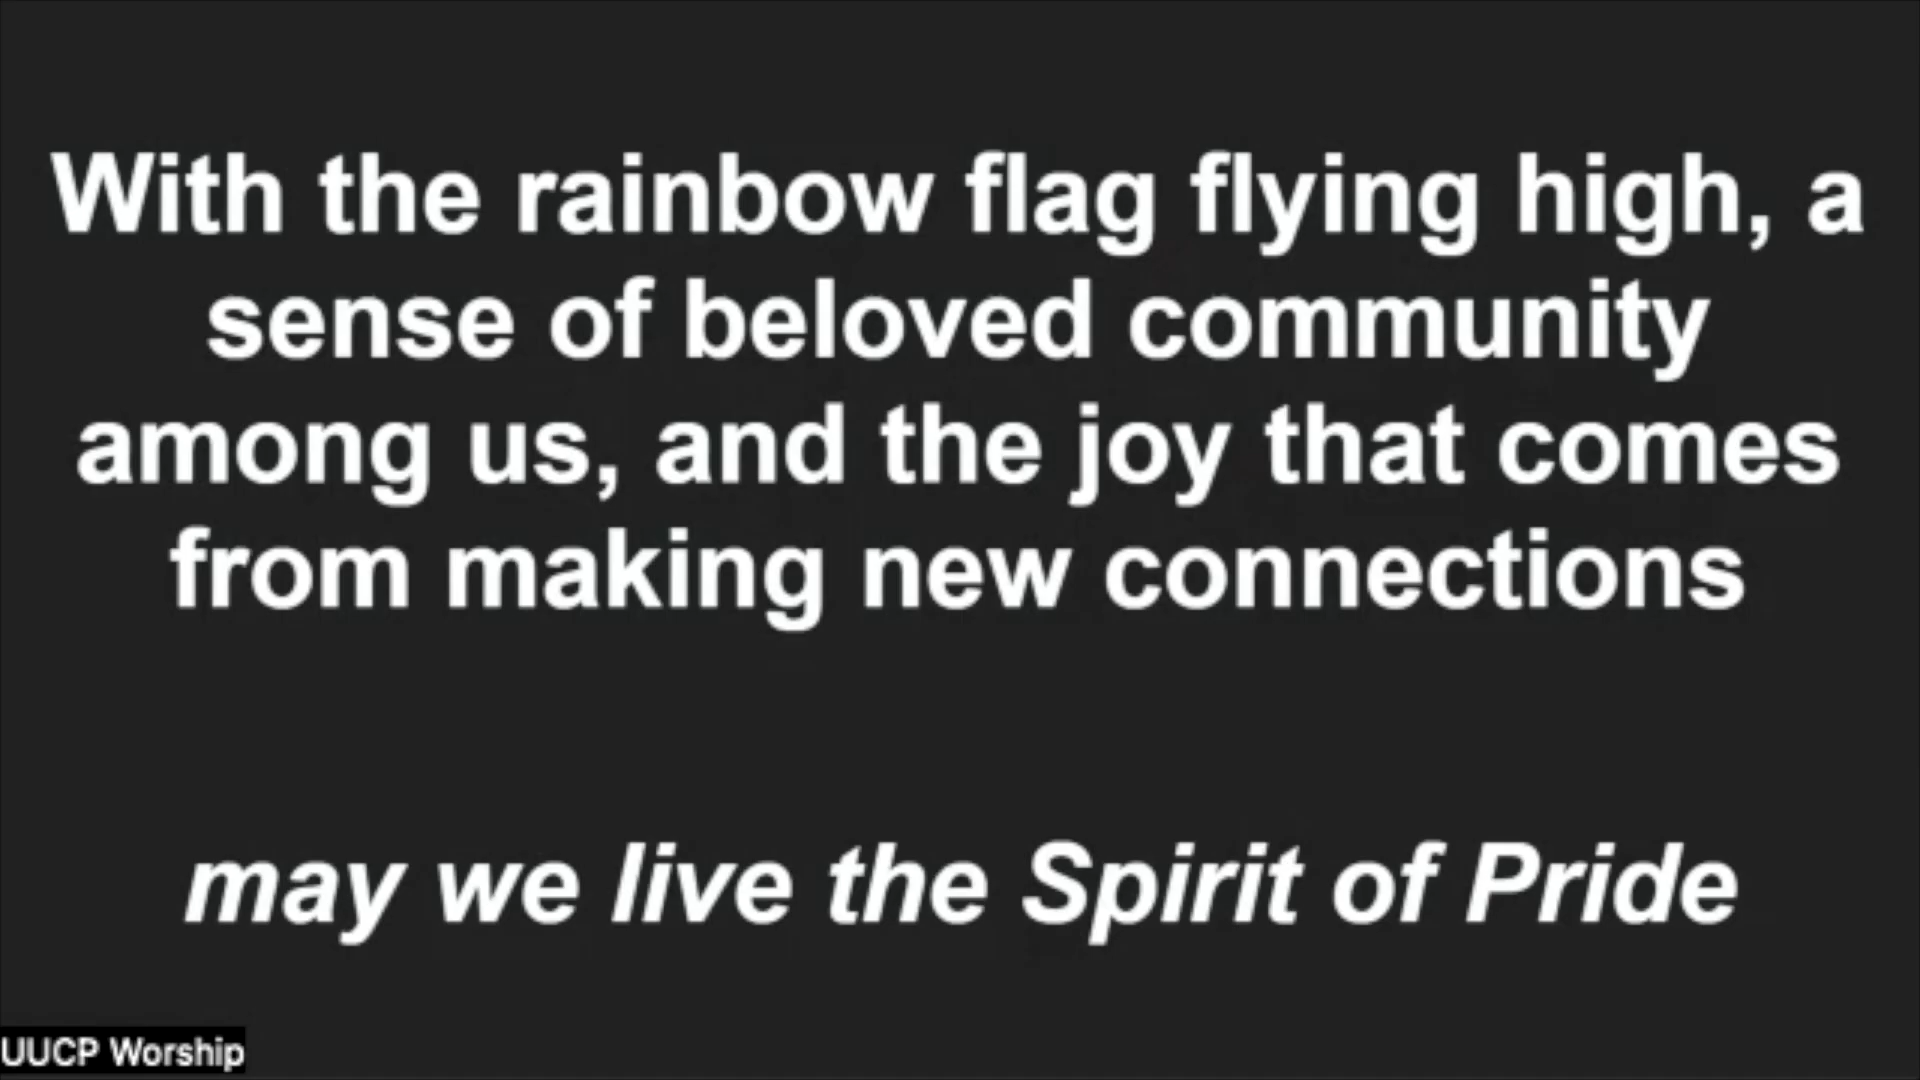 With the rainbow flag flying high, a
sense of beloved community
among us, and the joy that comes
from making new connections
may we live the Spirit of Pride
UUCP Worship